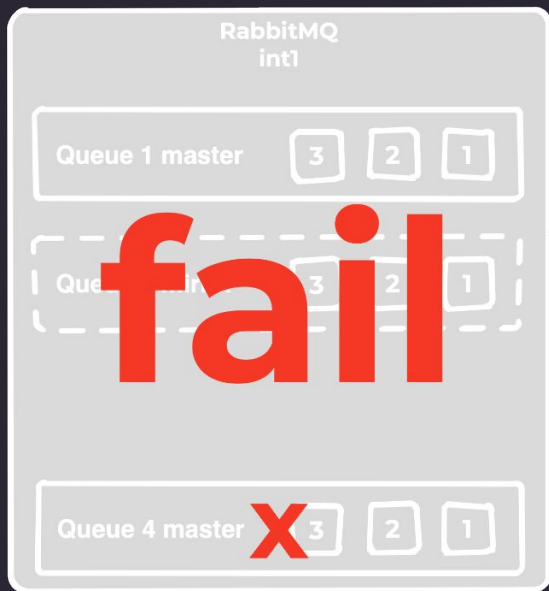 RabbitMQ
int1
Queue 1 master 3 2 1
fail
3 2 1
Queue 4 master x 3 2 1